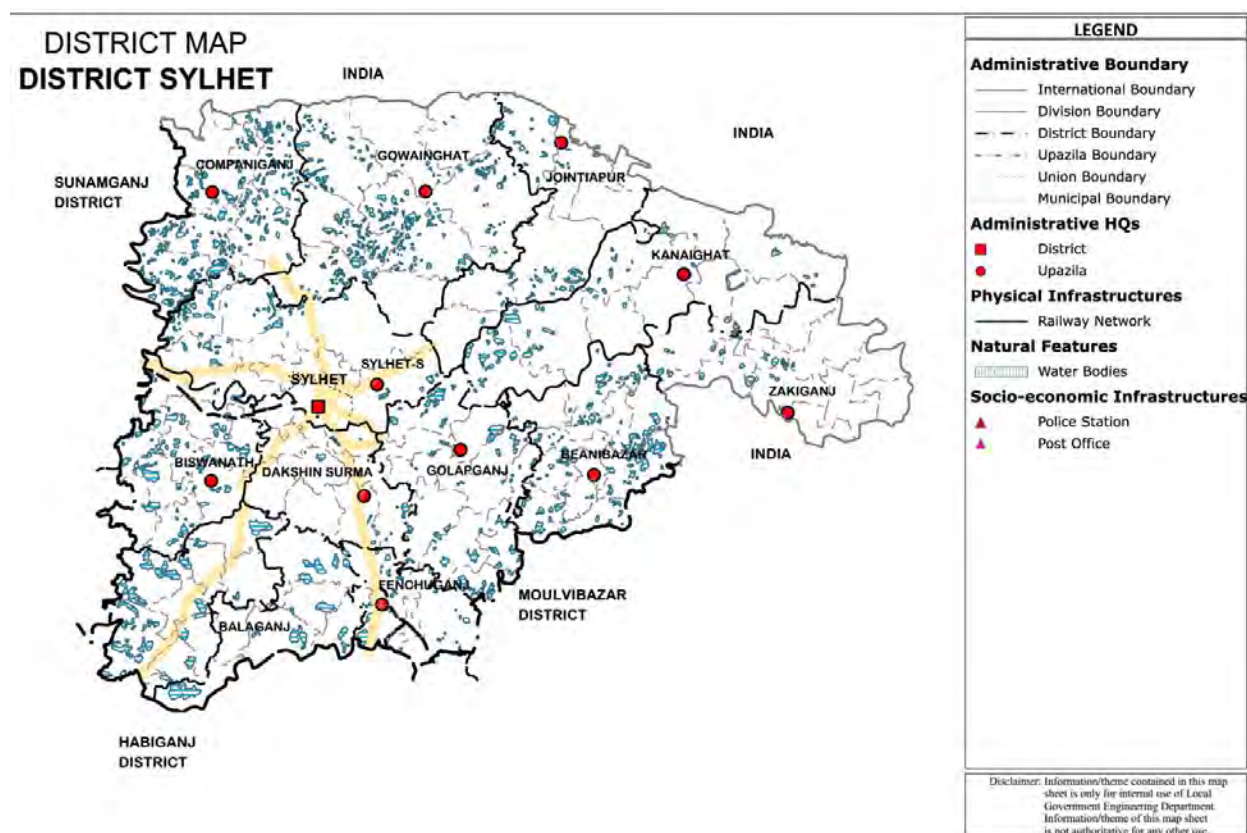 DISTRICT MAP
DISTRICT SYLHET
INDIA
INDIA
SUNAMGANJ
DISTRICT
COMPANIGANJ
GOWAINGHAT
JOINTIAPUR
KANAIGHAT
SYLHET-S
SYLHET
ZAKIGANJ
INDIA
BISWANATH
DAKSHIN SURMA
GOLAPGANJ
BEANIBAZAR
FENCHUGANJ
BALAGANJ
MOULVIBAZAR
DISTRICT
HABIGANJ
DISTRICT
LEGEND
Administrative Boundary
International Boundary
Division Boundary
District Boundary
Upazila Boundary
Union Boundary
Municipal Boundary
Administrative HQs
District
Upazila
Physical Infrastructures
Railway Network
Natural Features
Water Bodies
Socio-economic Infrastructures
Police Station
Post Office
Disclaimer: Information/theme contained in this map
sheet is only for internal use of Local
Government Engineering Department.
Information/theme of this map sheet
is not authoritative for any other use.